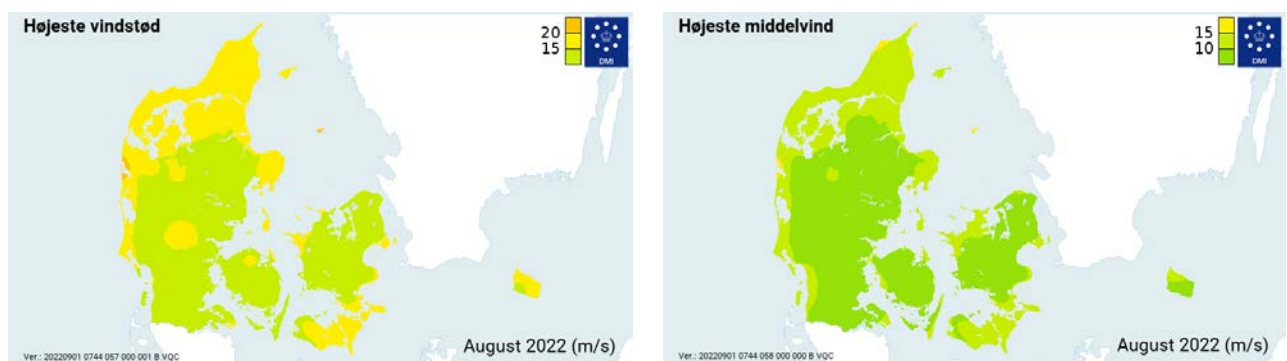 Højeste vindstød
20
15
DMI
Ver.: 20220901 0744 057 000 001 B VQC
August 2022 (m/s)
Højeste middelvind
15
10
DMI
Ver.: 20220901 0744 058 000 000 B VQC
August 2022 (m/s)